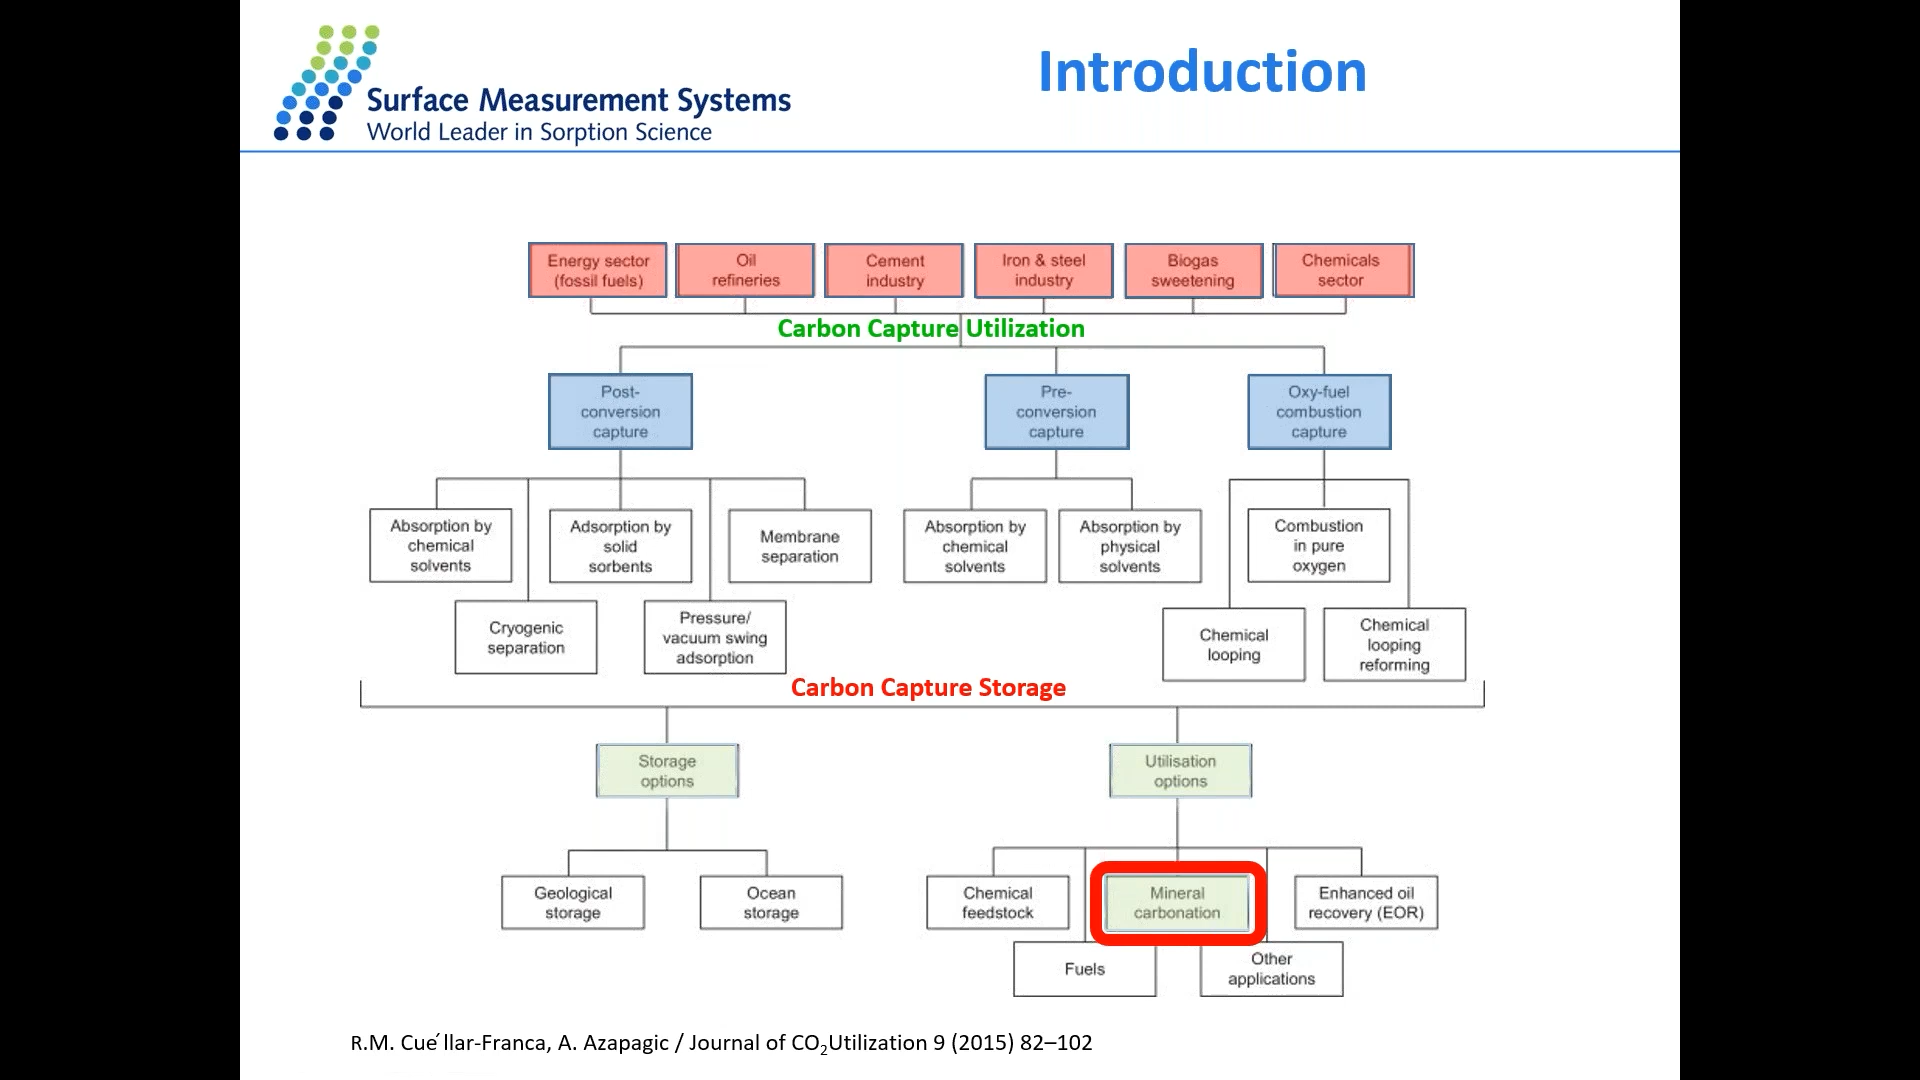 Surface Measurement Systems
World Leader in Sorption Science
Introduction
Energy sector
(fossil fuels)
Oil
refineries
Cement
industry
Iron & steel
industry
Biogas
sweetening
Chemicals
sector
Carbon Capture Utilization
Post-
conversion
capture
Pre-
conversion
capture
Oxy-fuel
combustion
capture
Absorption by
chemical
solvents
Adsorption by
solid
sorbents
Membrane
separation
Absorption by
chemical
solvents
Absorption by
physical
solvents
Combustion
in pure
oxygen
Cryogenic
separation
Pressure/
vacuum swing
adsorption
Chemical
looping
Chemical
looping
reforming
Carbon Capture Storage
Storage
options
Utilisation
options
Geological
storage
Ocean
storage
Chemical
feedstock
Mineral
carbonation
Enhanced oil
recovery (EOR)
Fuels
Other
applications
R.M. Cue´llar-Franca, A. Azapagic / Journal of CO₂Utilization 9 (2015) 82–102